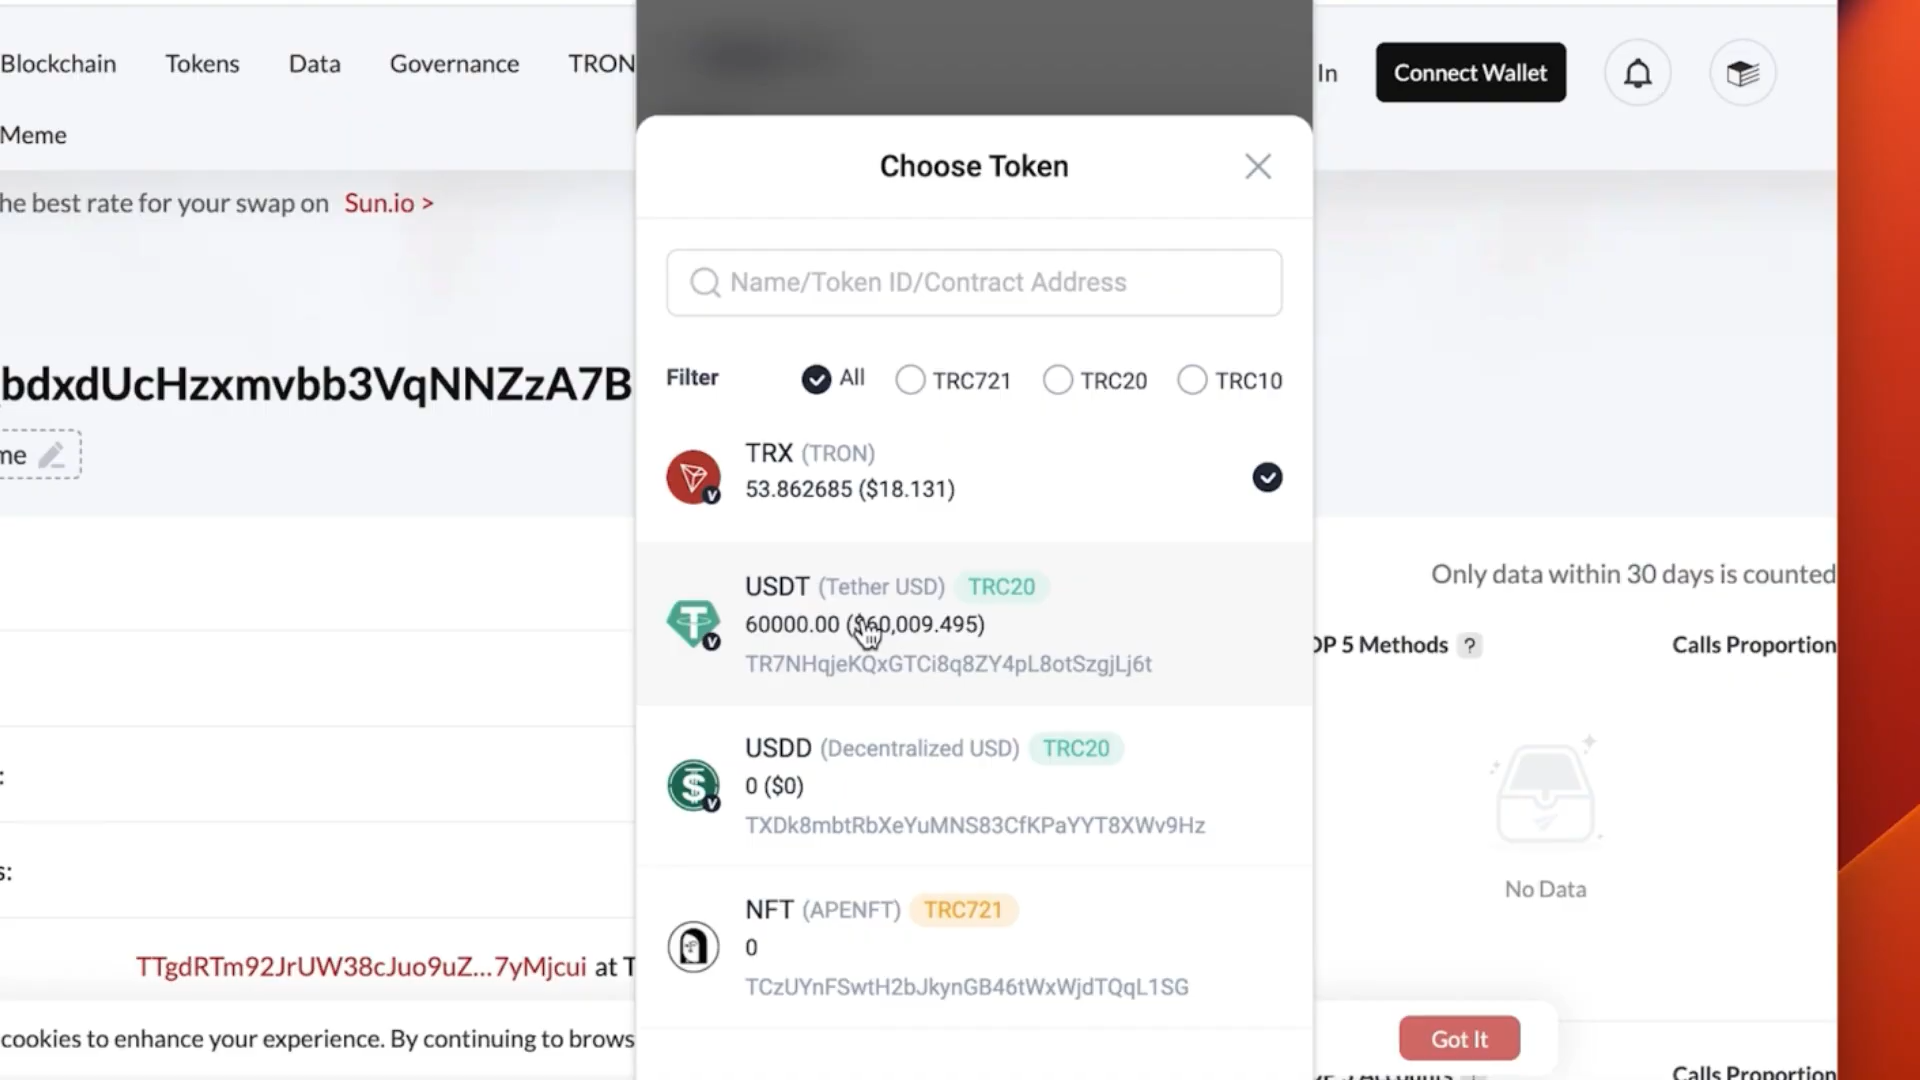 Blockchain Tokens Data Governance TRON
In Connect Wallet
Meme
he best rate for your swap on Sun.io >
Choose Token
Name/Token ID/Contract Address
bdxdUcHzxmvbb3VqNNZzA7B
me
Filter All TRC721 TRC20 TRC10
TRX (TRON)
53.862685 ($18.131)
USDT (Tether USD) TRC20
60000.00 ($60,009.495)
TR7NHqjeKQxGTCi8q8ZY4pL8otSzgjLj6t
USDD (Decentralized USD) TRC20
0 ($0)
TXDk8mbtRbXeYuMNS83CfKPaYYT8XWv9Hz
NFT (APENFT) TRC721
0
TCzUYnFSwtH2bJkynGB46tWxWjdTQqL1SG
Only data within 30 days is counted
OP 5 Methods ? Calls Proportion
No Data
:
s:
TTgdRTm92JrUW38cJuo9uZ...7yMjcui at T
cookies to enhance your experience. By continuing to brows
Got It
Calls Proportion